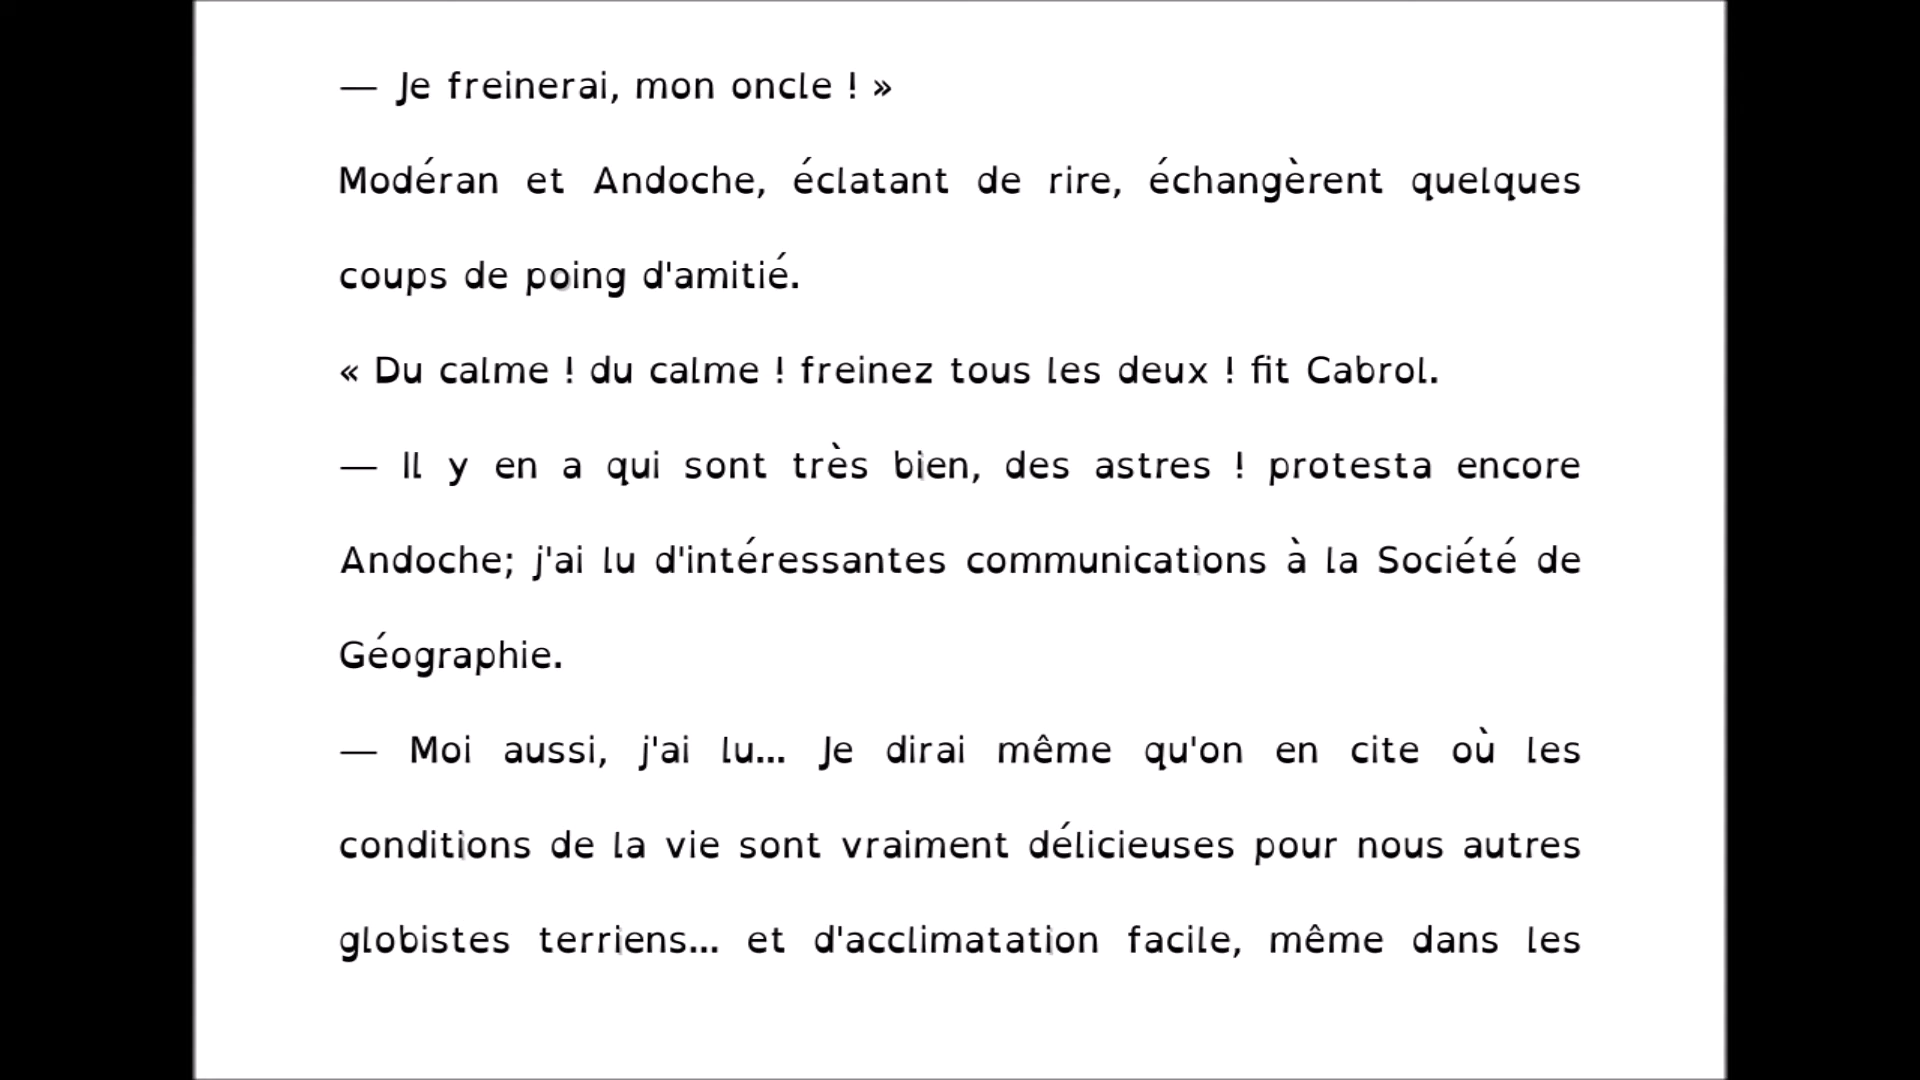 — Je freinerai, mon oncle ! »
Modéran et Andoche, éclatant de rire, échangèrent quelques
coups de poing d'amitié.
« Du calme ! du calme ! freinez tous les deux ! fit Cabrol.
— Il y en a qui sont très bien, des astres ! protesta encore
Andoche; j'ai lu d'intéressantes communications à la Société de
Géographie.
— Moi aussi, j'ai lu... Je dirai même qu'on en cite où les
conditions de la vie sont vraiment délicieuses pour nous autres
globistes terriens... et d'acclimatation facile, même dans les